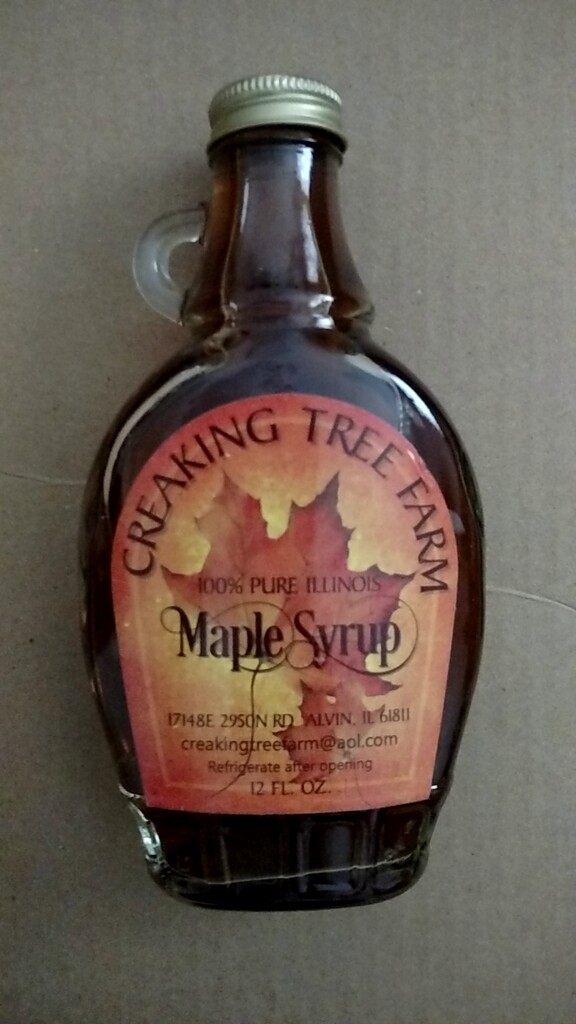 CREAKING TREE FARM
100% PURE ILLINOIS
Maple Syrup
17148E 2950N RD ALVIN, IL 61811
creakingtreefarm@aol.com
Refrigerate after opening
12 FL. OZ.